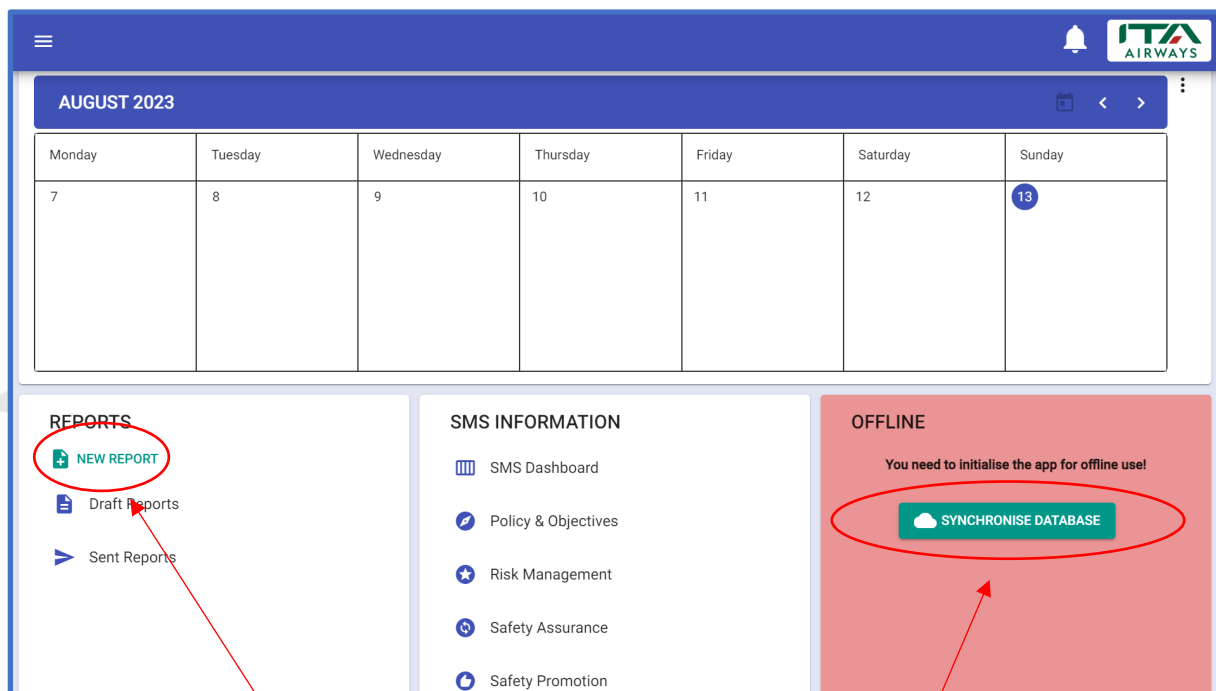 ITA
AIRWAYS
AUGUST 2023
Monday Tuesday Wednesday Thursday Friday Saturday Sunday
7 8 9 10 11 12 13
REPORTS
NEW REPORT
Draft Reports
Sent Reports
SMS INFORMATION
SMS Dashboard
Policy & Objectives
Risk Management
Safety Assurance
Safety Promotion
OFFLINE
You need to initialise the app for offline use!
SYNCHRONISE DATABASE